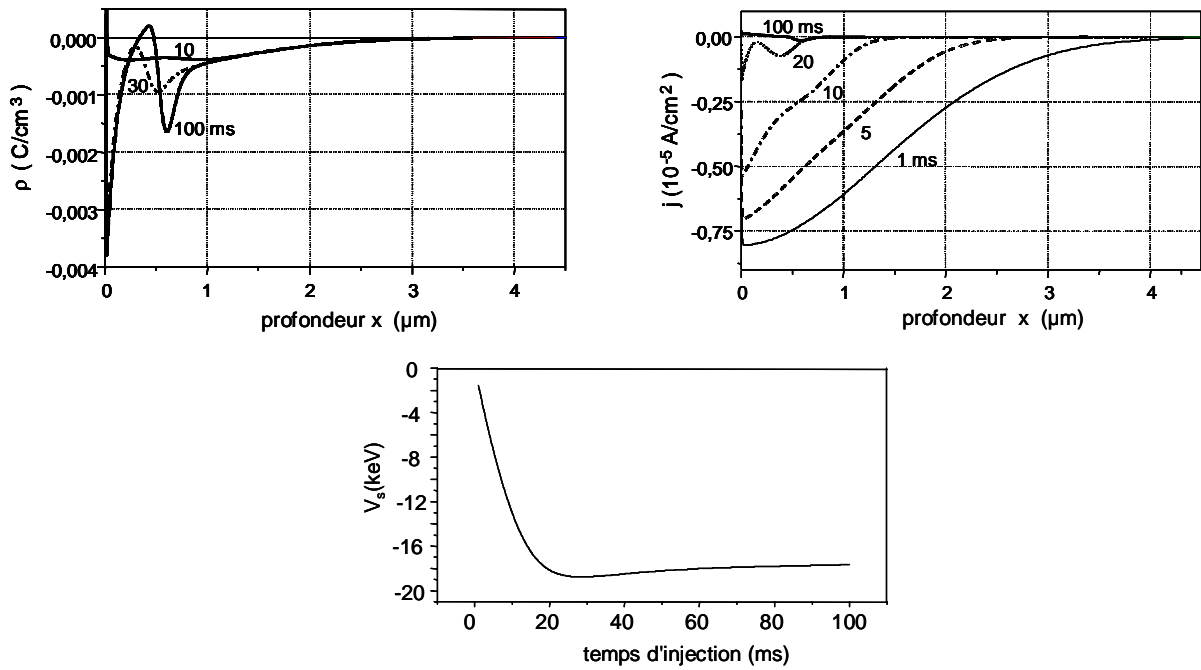 0,000
-0,001
-0,002
-0,003
-0,004
ρ ( C/cm³ )
10
30
100 ms
0 1 2 3 4
profondeur x (µm)
0,00
-0,25
-0,50
-0,75
j (10⁻⁵ A/cm²)
100 ms
20
10
5
1 ms
0 1 2 3 4
profondeur x (µm)
0
-4
-8
-12
-16
-20
Vₛ(keV)
0 20 40 60 80 100
temps d'injection (ms)